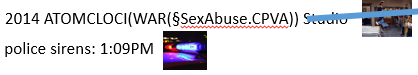 2014 ATOMCLOCI(WAR(§SexAbuse.CPVA)) Studio
police sirens: 1:09PM